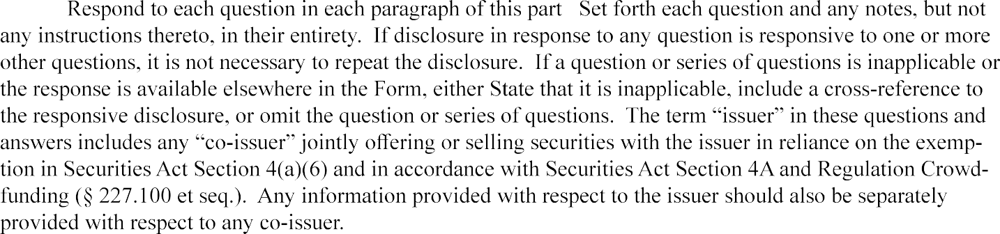 Respond to each question in each paragraph of this part   Set forth each question and any notes, but not
any instructions thereto, in their entirety.  If disclosure in response to any question is responsive to one or more
other questions, it is not necessary to repeat the disclosure.  If a question or series of questions is inapplicable or
the response is available elsewhere in the Form, either State that it is inapplicable, include a cross-reference to
the responsive disclosure, or omit the question or series of questions.  The term “issuer” in these questions and
answers includes any “co-issuer” jointly offering or selling securities with the issuer in reliance on the exemp-
tion in Securities Act Section 4(a)(6) and in accordance with Securities Act Section 4A and Regulation Crowd-
funding (§ 227.100 et seq.).  Any information provided with respect to the issuer should also be separately
provided with respect to any co-issuer.